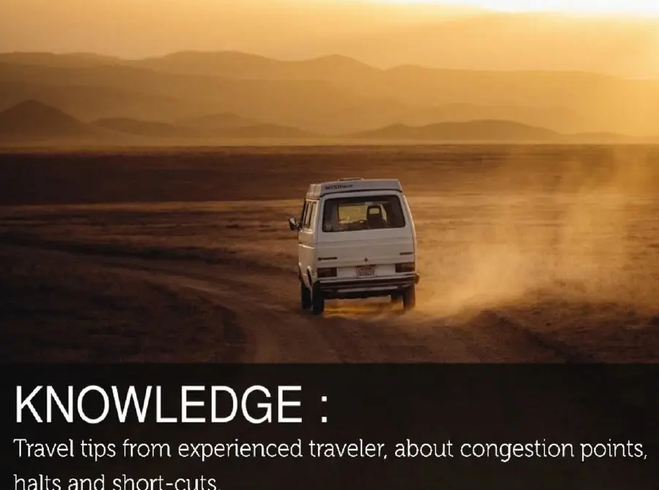 KNOWLEDGE :
Travel tips from experienced traveler, about congestion points,
halts and short-cuts